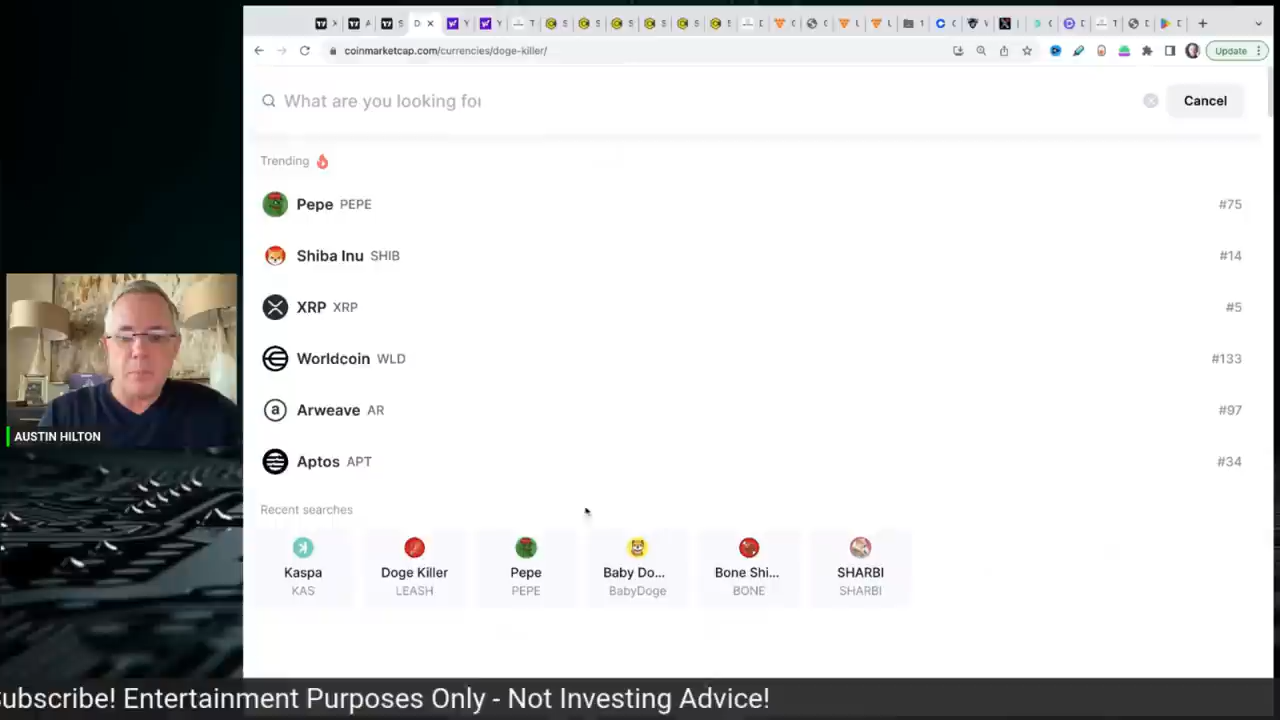 coinmarketcap.com/currencies/doge-killer/
Update
What are you looking for
Cancel
Trending
Pepe PEPE #75
Shiba Inu SHIB #14
XRP XRP #5
Worldcoin WLD #133
Arweave AR #97
Aptos APT #34
Recent searches
Kaspa Doge Killer Pepe Baby Do... Bone Shi... SHARBI
KAS LEASH PEPE BabyDoge BONE SHARBI
AUSTIN HILTON
ubscribe! Entertainment Purposes Only - Not Investing Advice!